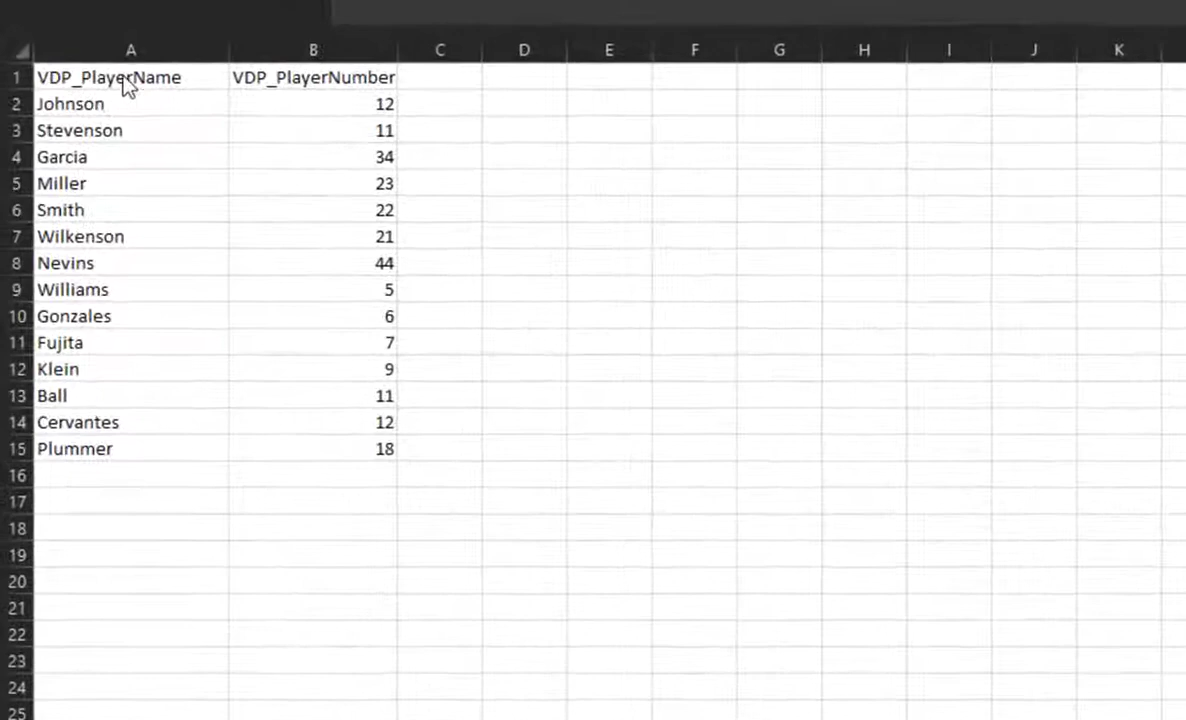 A B C D E F G H I J K
1 VDP_PlayerName VDP_PlayerNumber
2 Johnson 12
3 Stevenson 11
4 Garcia 34
5 Miller 23
6 Smith 22
7 Wilkenson 21
8 Nevins 44
9 Williams 5
10 Gonzales 6
11 Fujita 7
12 Klein 9
13 Ball 11
14 Cervantes 12
15 Plummer 18
16
17
18
19
20
21
22
23
24
25